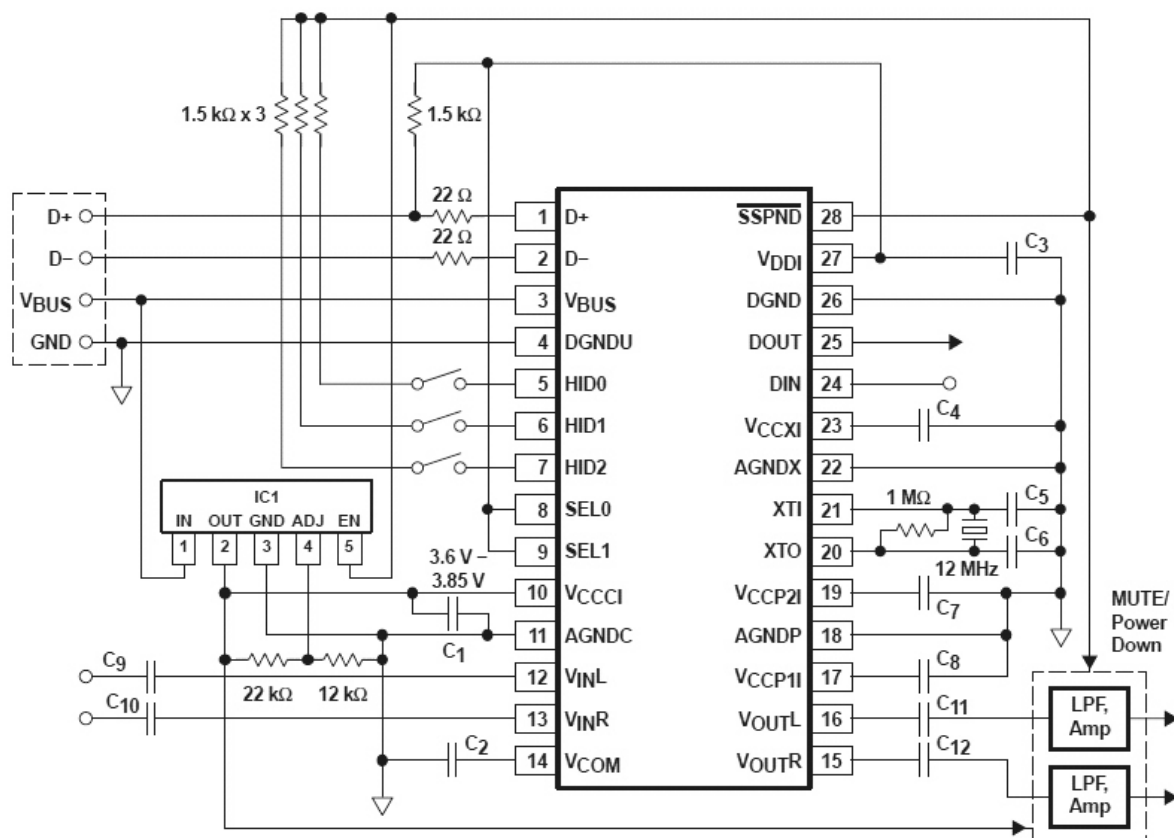 1.5 kΩ x 3
1.5 kΩ
22 Ω
22 Ω
D+
D–
VBUS
GND
1 D+
2 D–
3 VBUS
4 DGNDU
5 HID0
6 HID1
7 HID2
8 SEL0
9 SEL1
10 VCCCI
11 AGNDC
12 VINL
13 VINR
14 VCOM
SSPND 28
VDDI 27
DGND 26
DOUT 25
DIN 24
VCCXI 23
AGNDX 22
XTI 21
XTO 20
VCCP2I 19
AGNDP 18
VCCP1I 17
VOUTL 16
VOUTR 15
IC1
IN OUT GND ADJ EN
1 2 3 4 5
3.6 V –
3.85 V
C1
22 kΩ
12 kΩ
C9
C10
C2
C3
C4
1 MΩ
C5
C6
12 MHz
C7
C8
C11
C12
MUTE/
Power
Down
LPF,
Amp
LPF,
Amp